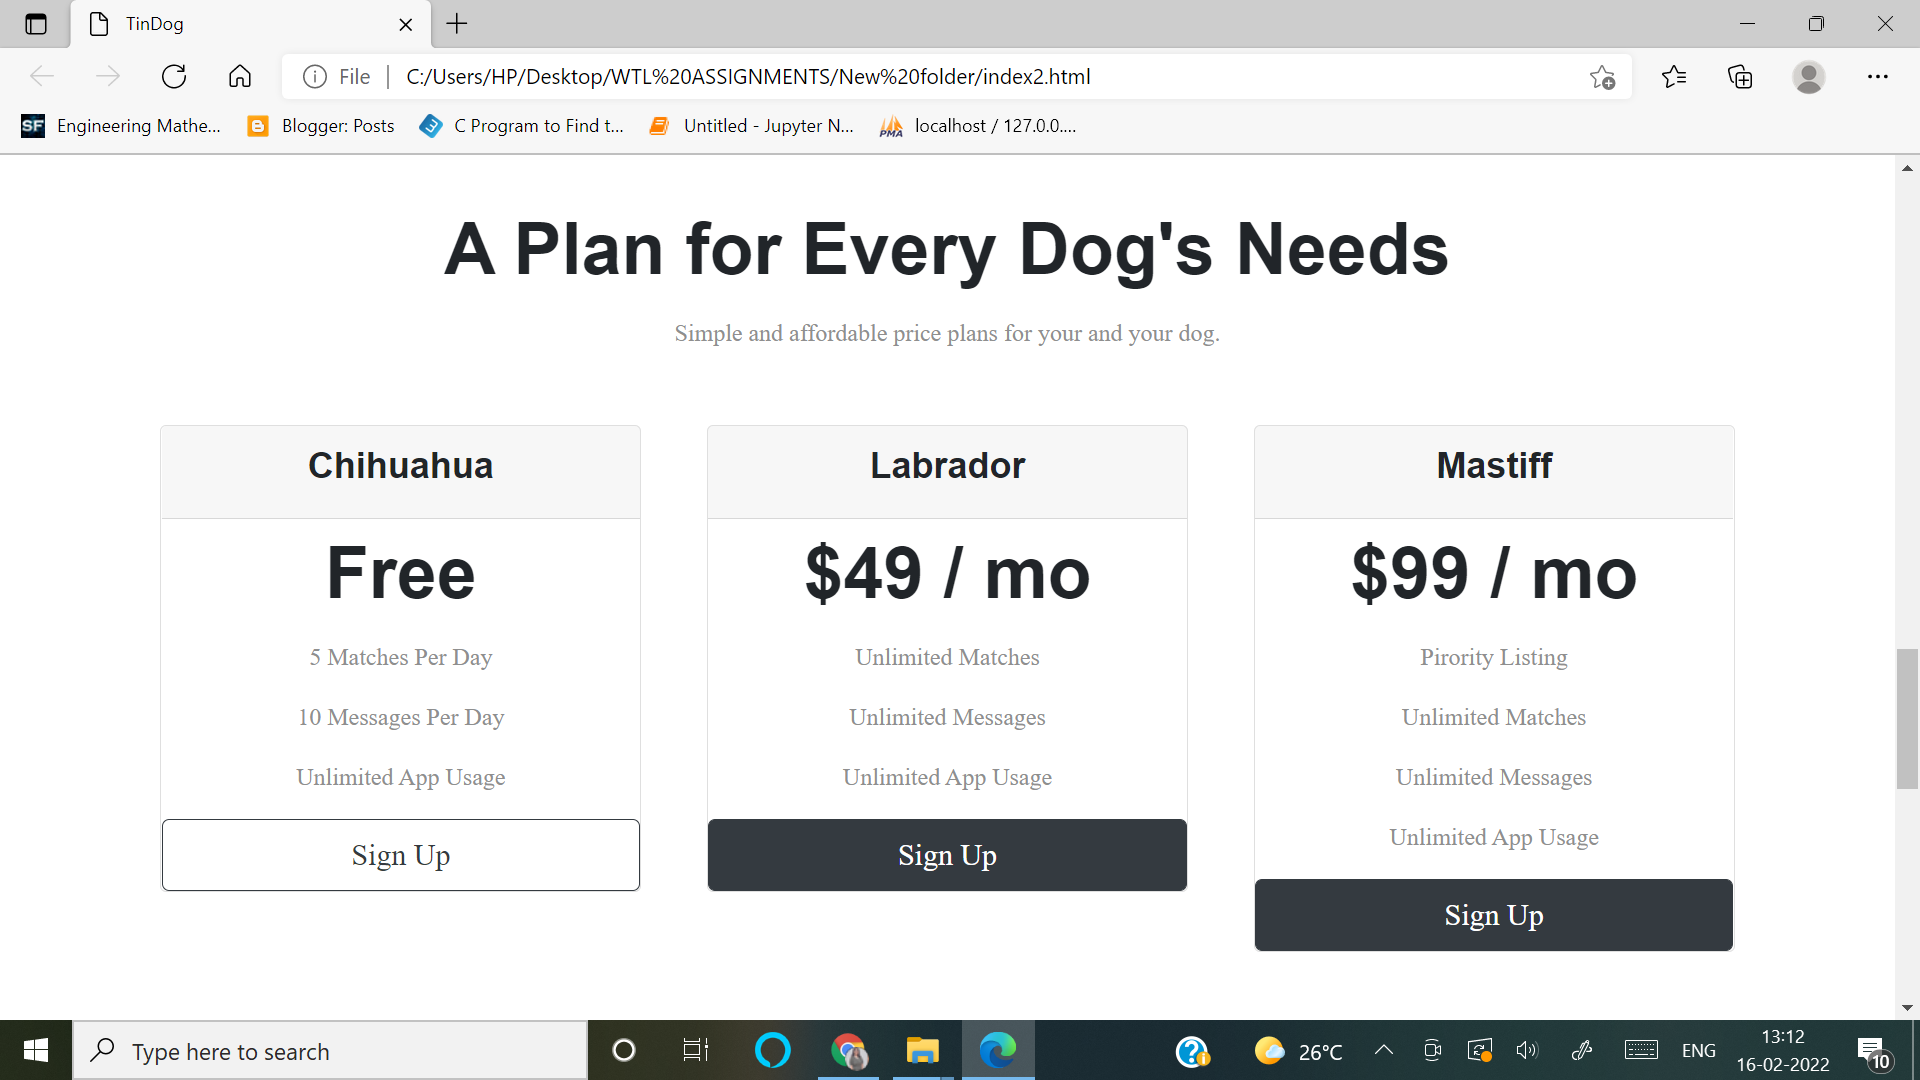 TinDog
File
C:/Users/HP/Desktop/WTL%20ASSIGNMENTS/New%20folder/index2.html
SF Engineering Mathe...
Blogger: Posts
C Program to Find t...
Untitled - Jupyter N...
PMA localhost / 127.0.0....
A Plan for Every Dog's Needs
Simple and affordable price plans for your and your dog.
Chihuahua
Free
5 Matches Per Day
10 Messages Per Day
Unlimited App Usage
Sign Up
Labrador
$49 / mo
Unlimited Matches
Unlimited Messages
Unlimited App Usage
Sign Up
Mastiff
$99 / mo
Pirority Listing
Unlimited Matches
Unlimited Messages
Unlimited App Usage
Sign Up
Type here to search
26°C
ENG
13:12
16-02-2022
10